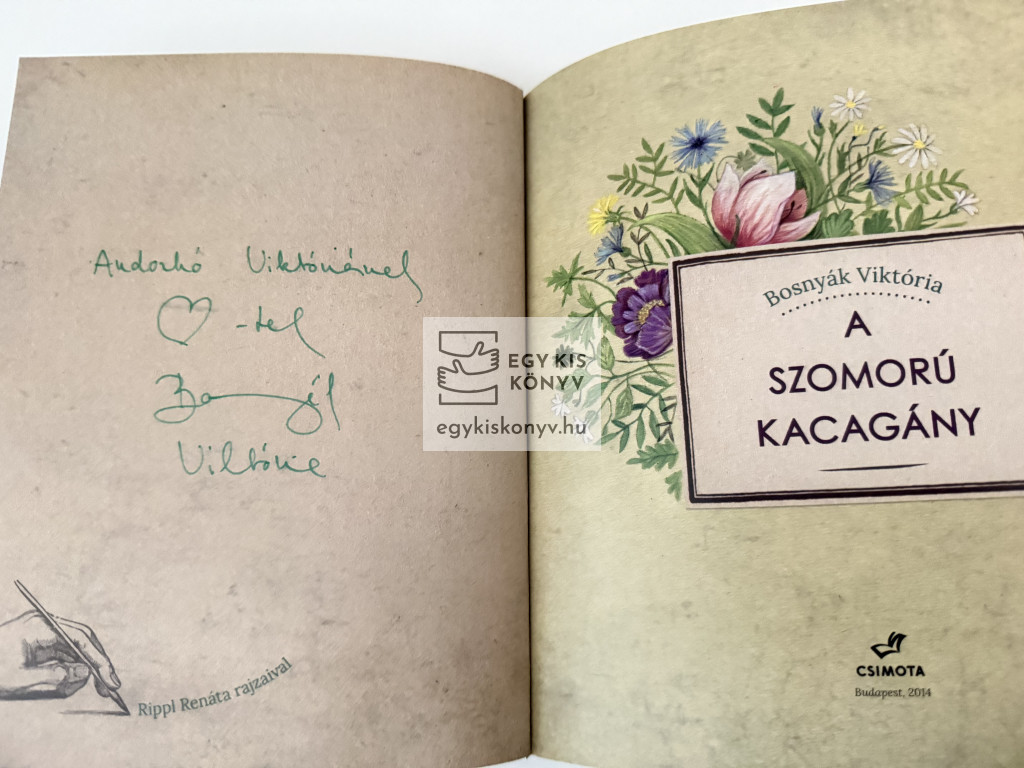 Andorkó Viktóriának
♡-tel
Bosnyák
Viktória
Rippl Renáta rajzaival
Bosnyák Viktória
A
SZOMORÚ
KACAGÁNY
CSIMOTA
Budapest, 2014
EGY KIS
KÖNYV
egykiskonyv.hu